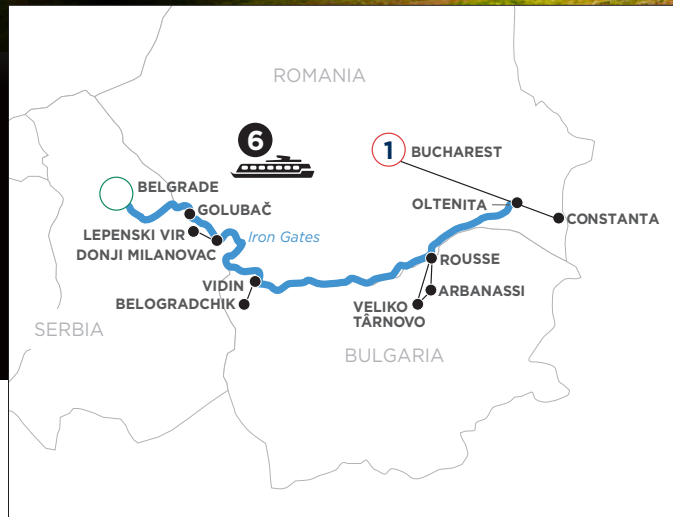 ROMANIA
6
1
BUCHAREST
BELGRADE
OLTENITA
GOLUBAČ
CONSTANTA
LEPENSKI VIR
Iron Gates
DONJI MILANOVAC
ROUSSE
VIDIN
ARBANASSI
BELOGRADCHIK
VELIKO
TÂRNOVO
SERBIA
BULGARIA